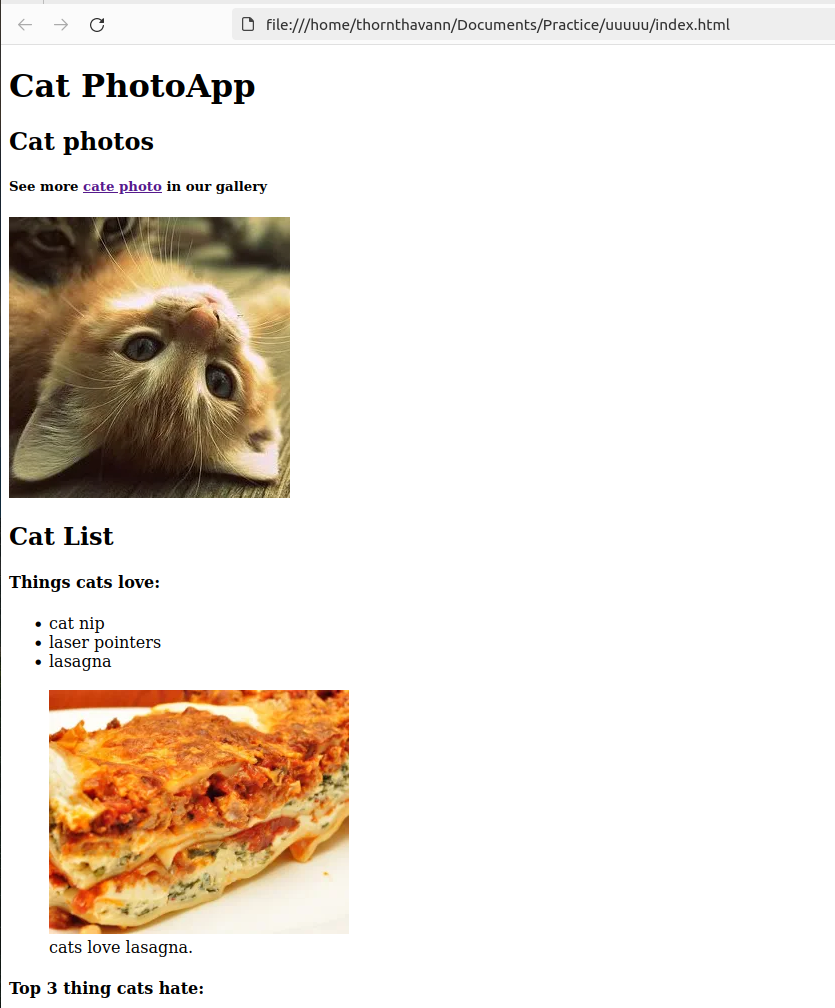 file:///home/thornthavann/Documents/Practice/uuuuu/index.html
Cat PhotoApp
Cat photos
See more cate photo in our gallery
Cat List
Things cats love:
cat nip
laser pointers
lasagna
cats love lasagna.
Top 3 thing cats hate: